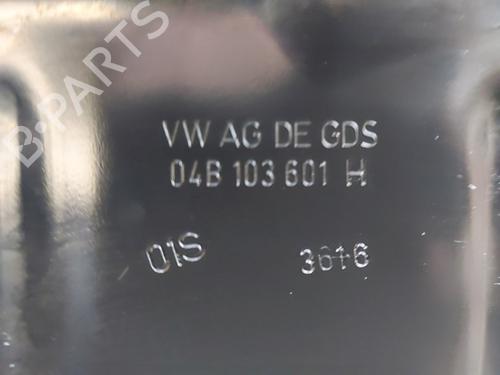 B-PARTS
VW AG DE GDS
04B 103 601 H
01S 3616